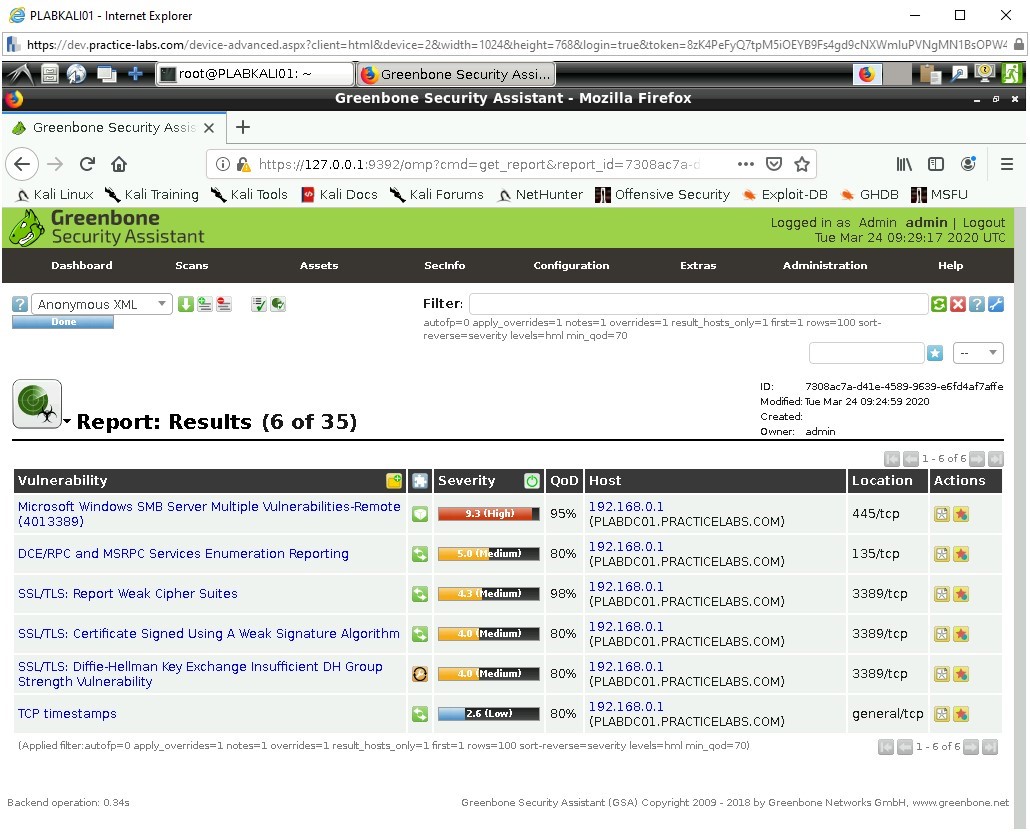 PLABKALI01 - Internet Explorer
https://dev.practice-labs.com/device-advanced.aspx?client=html&device=2&width=1024&height=768&login=true&token=8zK4PeFyQ7tpM5iOEYB9Fs4gd9cNXWmIuPVNgMN1BsOPW4
root@PLABKALI01: ~
Greenbone Security Assi...
Greenbone Security Assistant - Mozilla Firefox
Greenbone Security Assis
https://127.0.0.1:9392/omp?cmd=get_report&report_id=7308ac7a-d
Kali Linux Kali Training Kali Tools Kali Docs Kali Forums NetHunter Offensive Security Exploit-DB GHDB MSFU
Greenbone
Security Assistant
Logged in as Admin admin | Logout
Tue Mar 24 09:29:17 2020 UTC
Dashboard Scans Assets SecInfo Configuration Extras Administration Help
Anonymous XML
Done
Filter:
autofp=0 apply_overrides=1 notes=1 overrides=1 result_hosts_only=1 first=1 rows=100 sort-
reverse=severity levels=hml min_qod=70
--
Report: Results (6 of 35)
ID: 7308ac7a-d41e-4589-9639-e6fd4af7affe
Modified: Tue Mar 24 09:24:59 2020
Created:
Owner: admin
1 - 6 of 6
Vulnerability Severity QoD Host Location Actions
Microsoft Windows SMB Server Multiple Vulnerabilities-Remote
(4013389)
9.3 (High) 95% 192.168.0.1
(PLABDC01.PRACTICELABS.COM)
445/tcp
DCE/RPC and MSRPC Services Enumeration Reporting
5.0 (Medium) 80% 192.168.0.1
(PLABDC01.PRACTICELABS.COM)
135/tcp
SSL/TLS: Report Weak Cipher Suites
4.3 (Medium) 98% 192.168.0.1
(PLABDC01.PRACTICELABS.COM)
3389/tcp
SSL/TLS: Certificate Signed Using A Weak Signature Algorithm
4.0 (Medium) 80% 192.168.0.1
(PLABDC01.PRACTICELABS.COM)
3389/tcp
SSL/TLS: Diffie-Hellman Key Exchange Insufficient DH Group
Strength Vulnerability
4.0 (Medium) 80% 192.168.0.1
(PLABDC01.PRACTICELABS.COM)
3389/tcp
TCP timestamps
2.6 (Low) 80% 192.168.0.1
(PLABDC01.PRACTICELABS.COM)
general/tcp
(Applied filter:autofp=0 apply_overrides=1 notes=1 overrides=1 result_hosts_only=1 first=1 rows=100 sort-reverse=severity levels=hml min_qod=70)
1 - 6 of 6
Backend operation: 0.34s
Greenbone Security Assistant (GSA) Copyright 2009 - 2018 by Greenbone Networks GmbH, www.greenbone.net